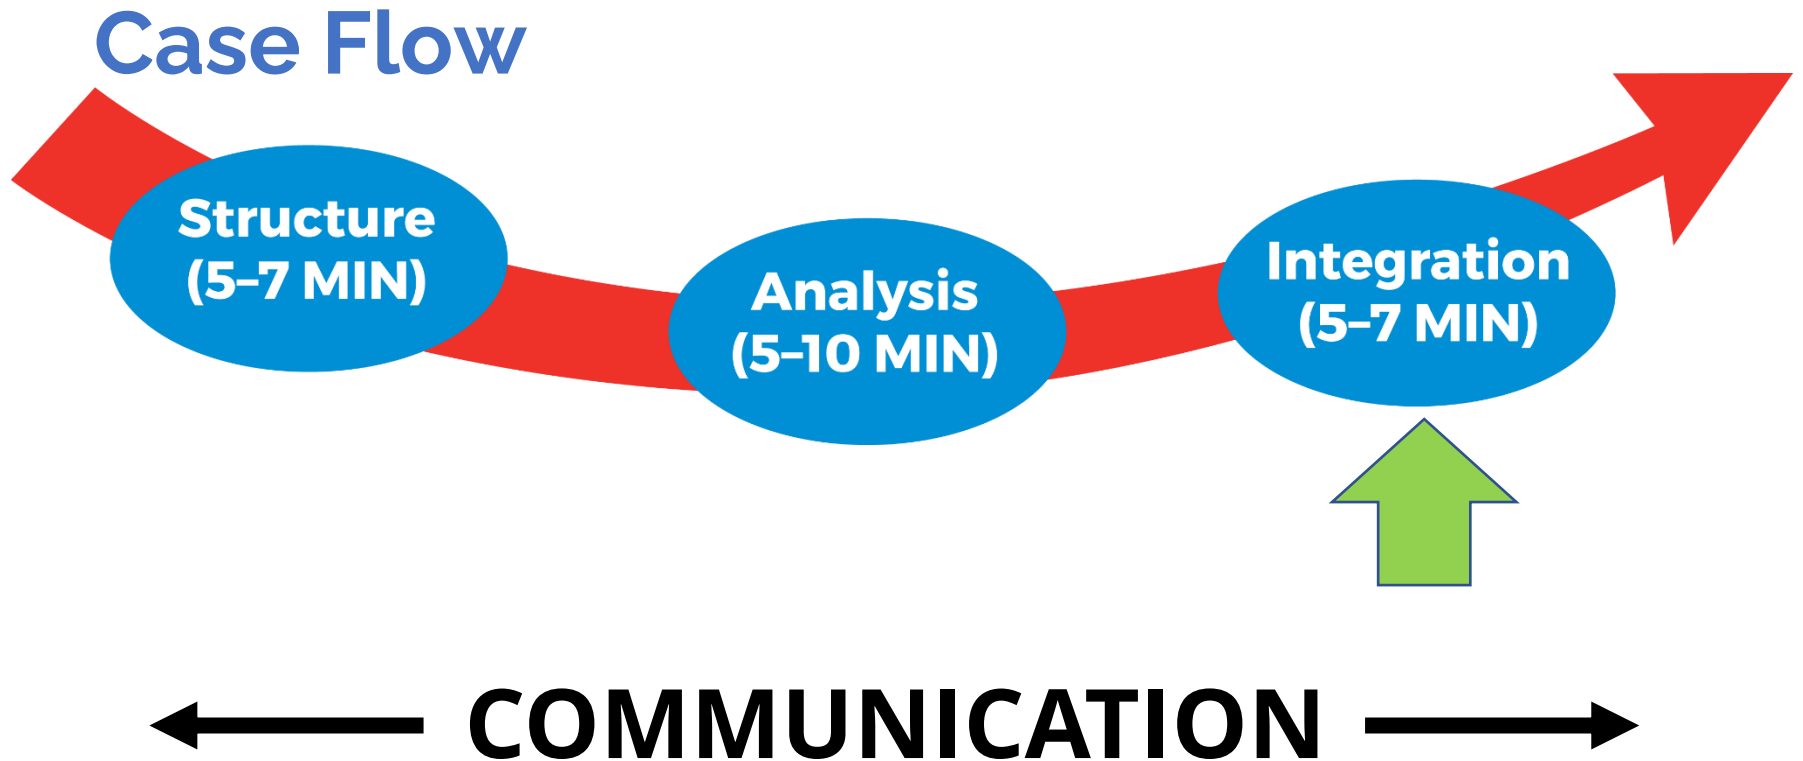 Case Flow
Structure
(5–7 MIN)
Analysis
(5–10 MIN)
Integration
(5–7 MIN)
COMMUNICATION